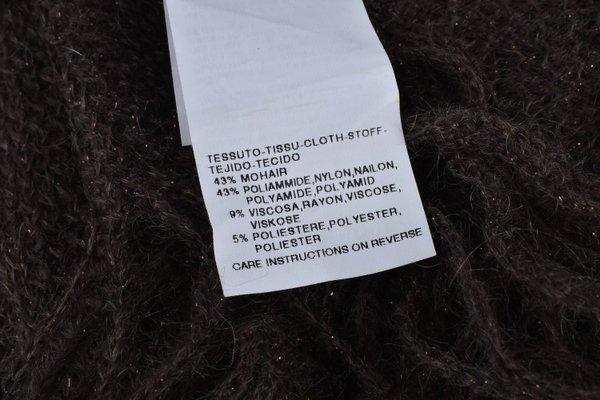 TESSUTO-TISSU-CLOTH-STOFF-
TEJIDO-TECIDO
43% MOHAIR
43% POLIAMMIDE,NYLON,NAILON,
POLYAMIDE,POLYAMID
9% VISCOSA,RAYON,VISCOSE,
VISKOSE
5% POLIESTERE,POLYESTER,
POLIESTER
CARE INSTRUCTIONS ON REVERSE